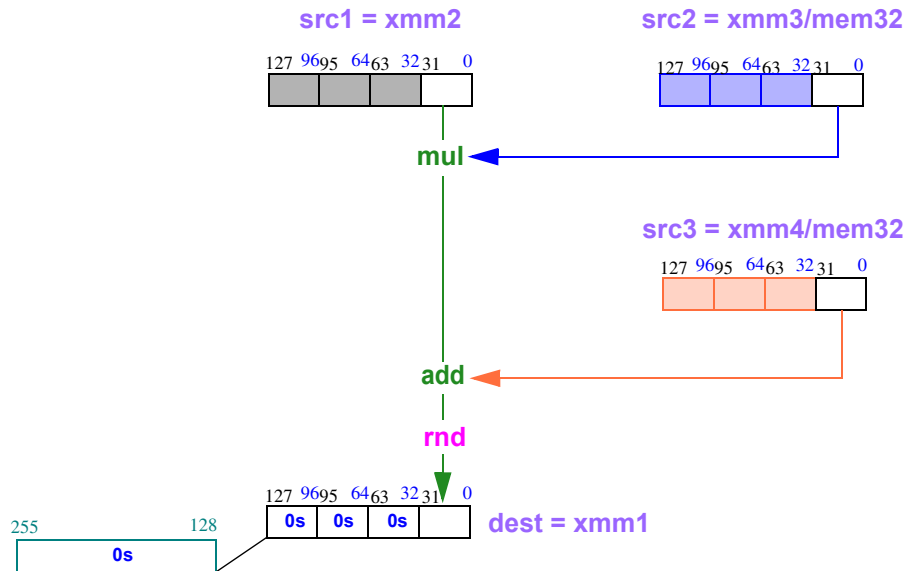 src1 = xmm2
src2 = xmm3/mem32
127 96 95 64 63 32 31 0
127 96 95 64 63 32 31 0
mul
src3 = xmm4/mem32
127 96 95 64 63 32 31 0
add
rnd
127 96 95 64 63 32 31 0
0s 0s 0s
dest = xmm1
255 128
0s